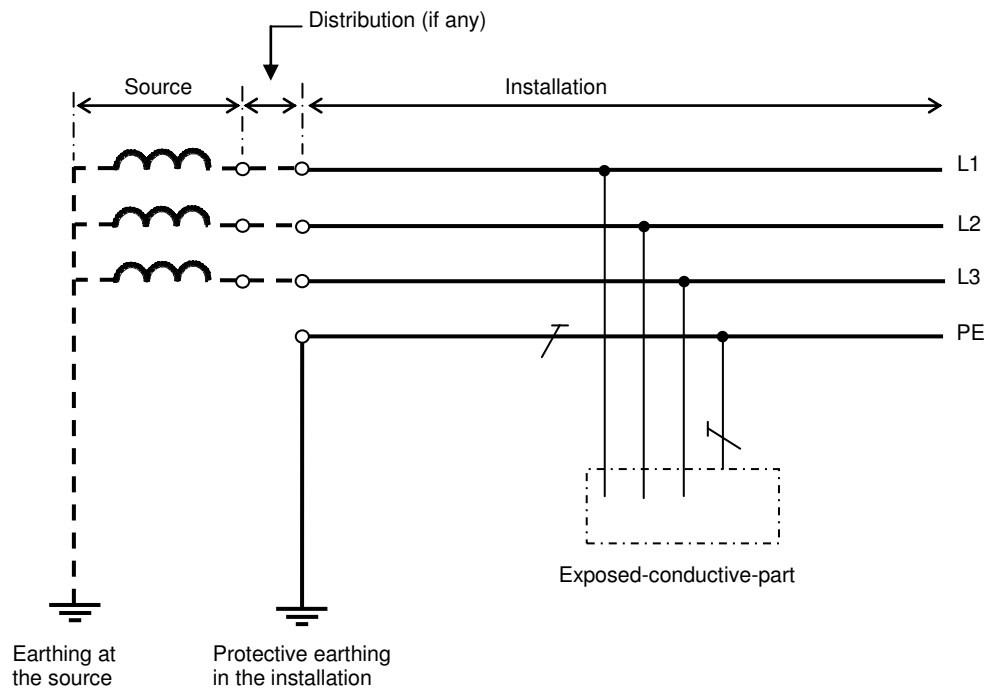 Distribution (if any)
Source
Installation
L1
L2
L3
PE
Exposed-conductive-part
Earthing at
the source
Protective earthing
in the installation